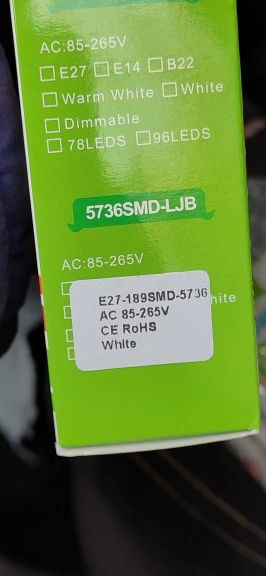 AC:85-265V
E27 E14 B22
Warm White White
Dimmable
78LEDS 96LEDS
5736SMD-LJB
AC:85-265V
E27-189SMD-5736
AC 85-265V
CE RoHS
White
hite